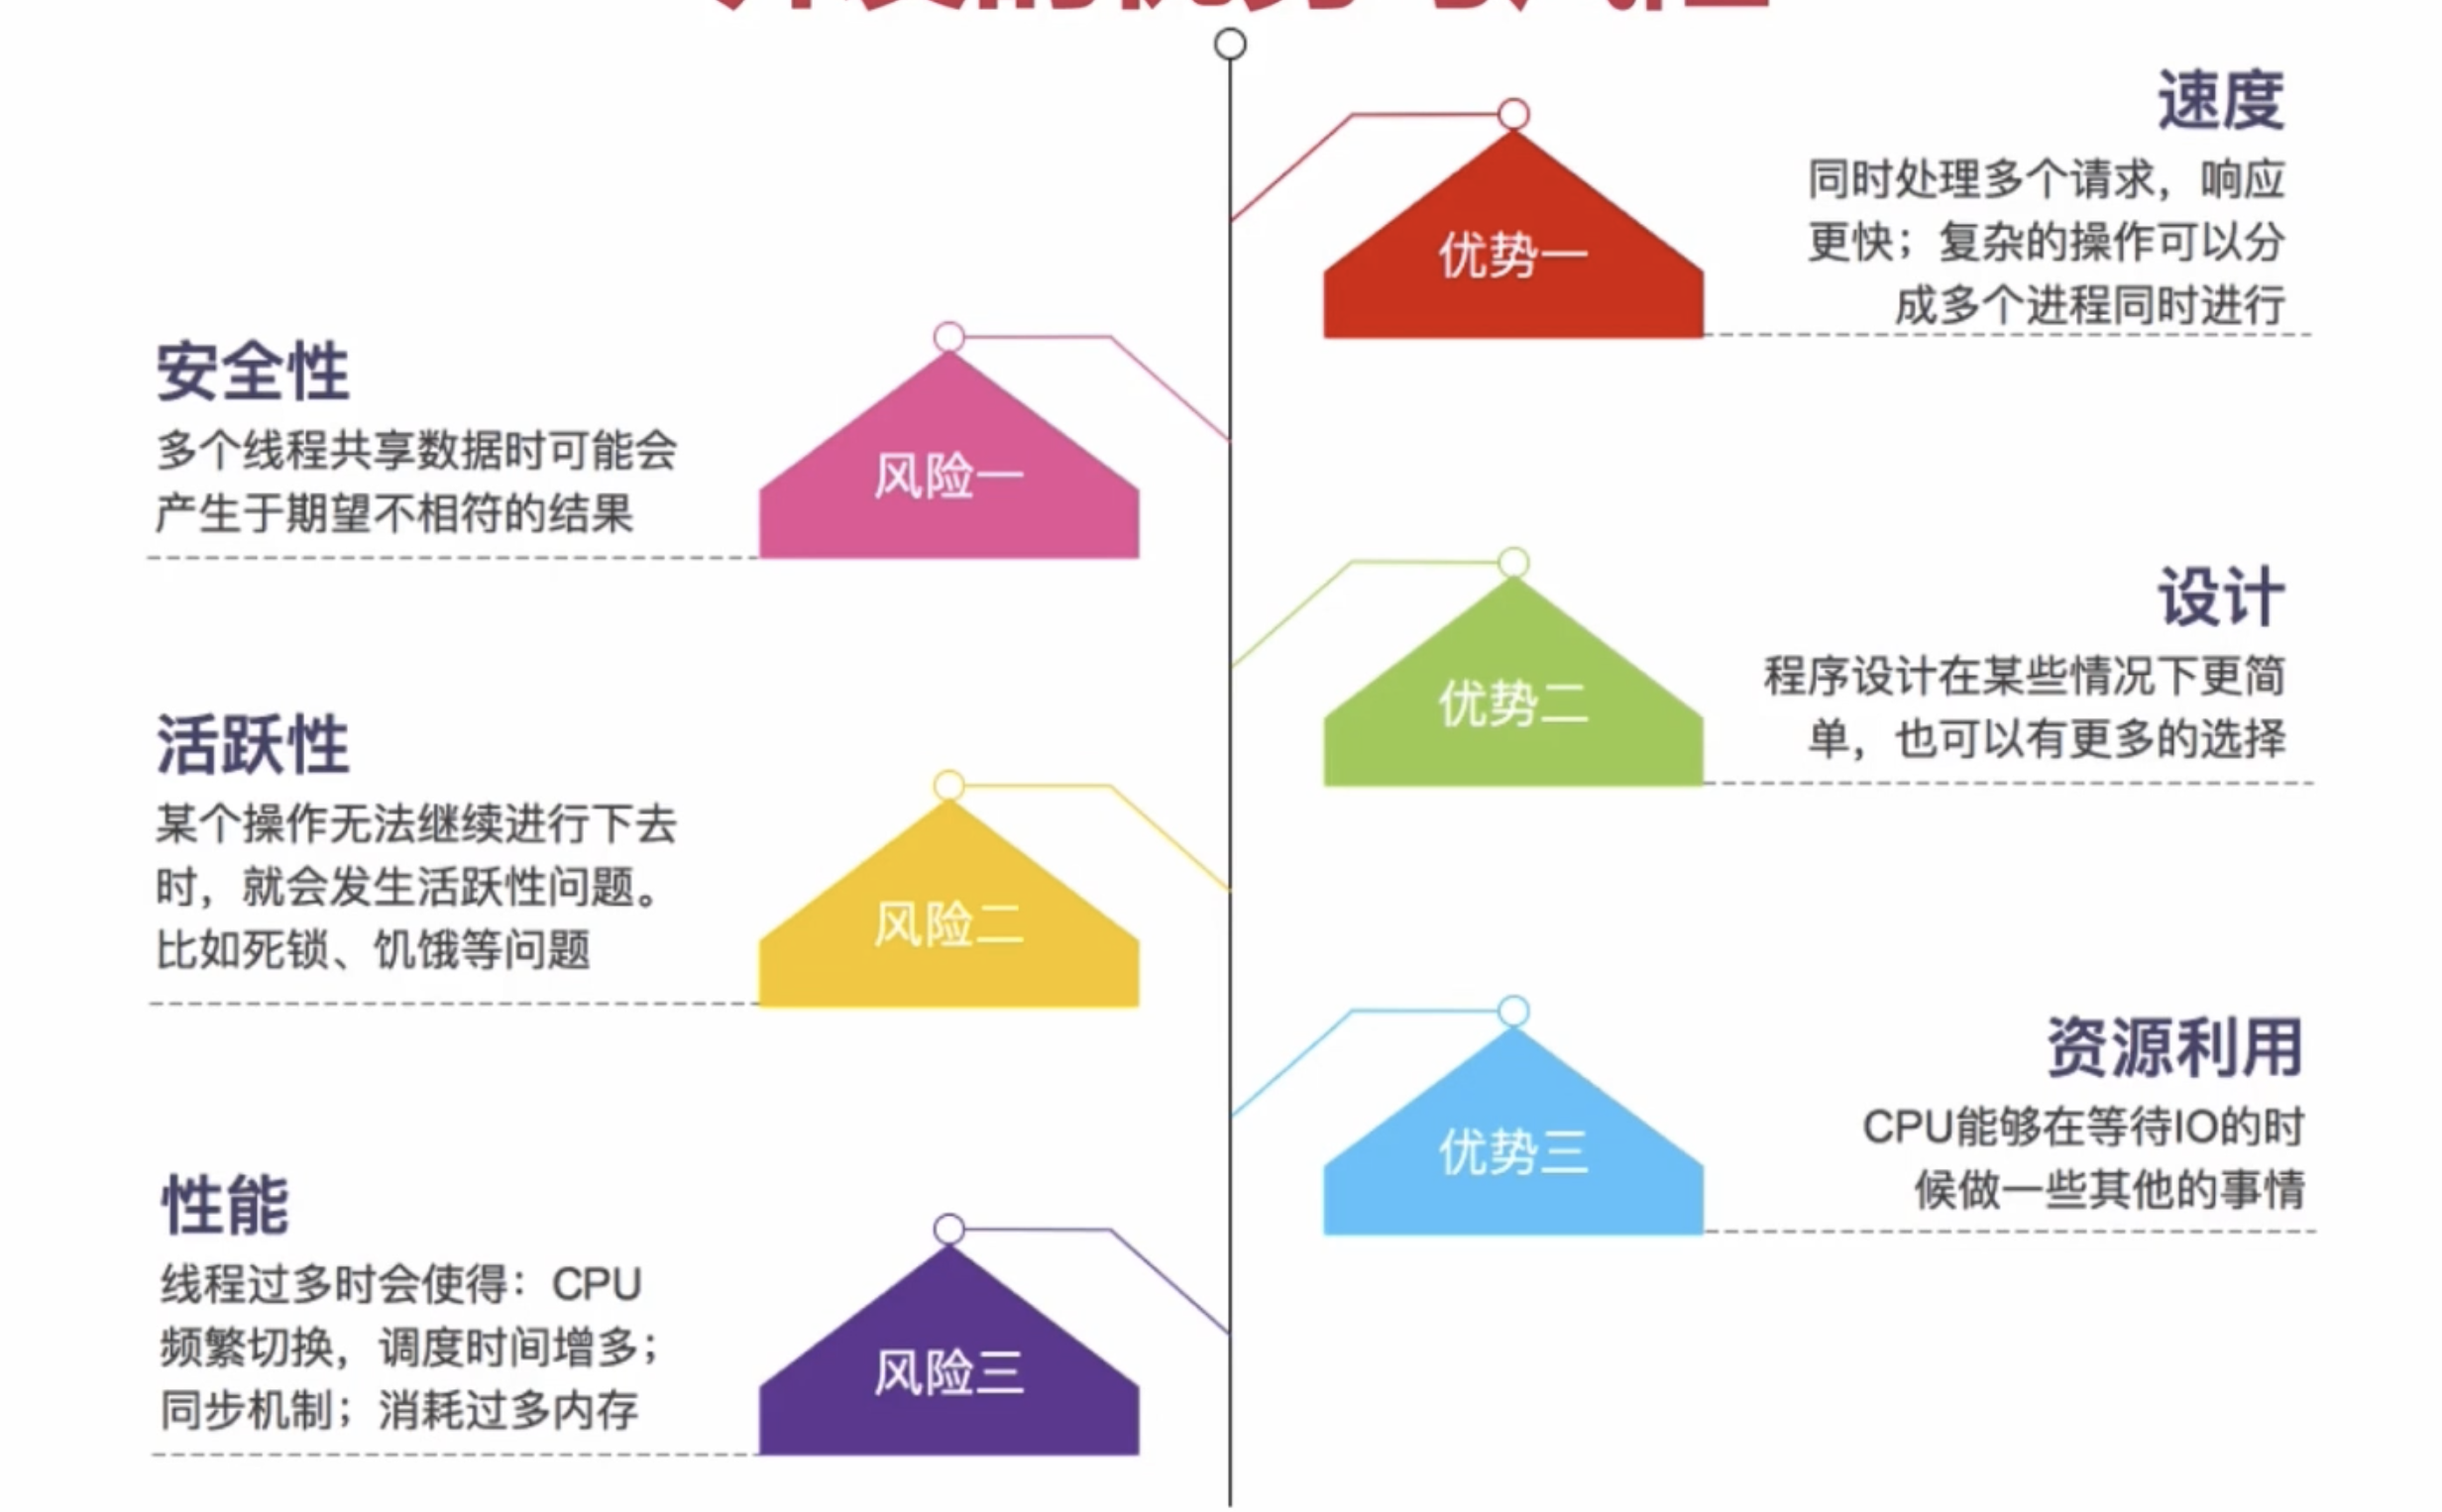 速度
同时处理多个请求，响应
更快；复杂的操作可以分
成多个进程同时进行
优势一
安全性
多个线程共享数据时可能会
产生于期望不相符的结果
风险一
设计
程序设计在某些情况下更简
单，也可以有更多的选择
优势二
活跃性
某个操作无法继续进行下去
时，就会发生活跃性问题。
比如死锁、饥饿等问题
风险二
资源利用
CPU能够在等待IO的时
候做一些其他的事情
优势三
性能
线程过多时会使得：CPU
频繁切换，调度时间增多；
同步机制；消耗过多内存
风险三